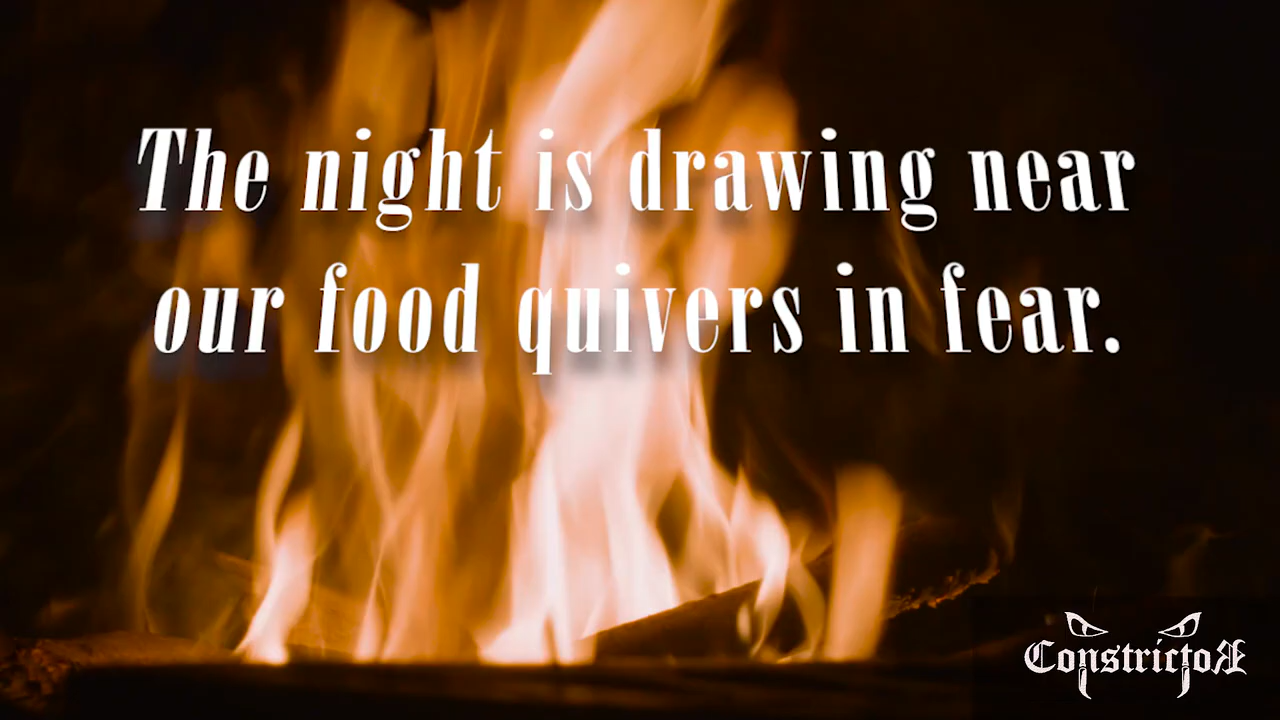 The night is drawing near
our food quivers in fear.
ConstrictoR